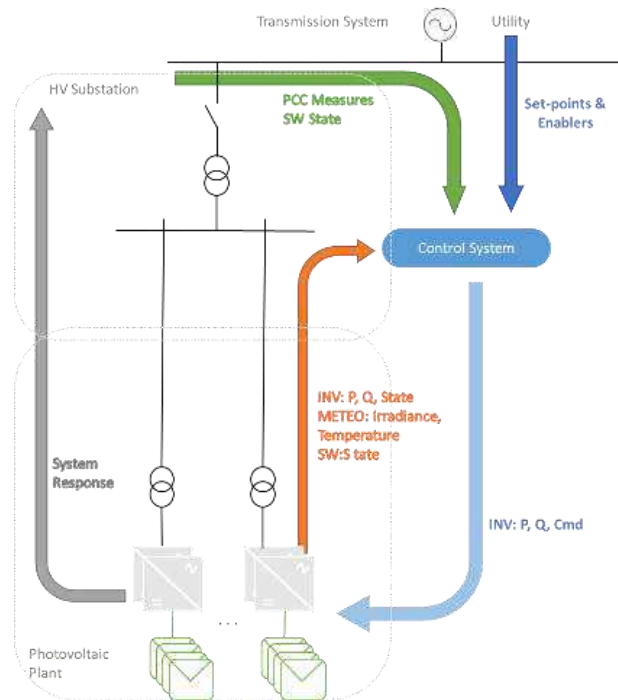 Transmission System
Utility
HV Substation
PCC Measures
SW State
Set-points &
Enablers
Control System
INV: P, Q, State
METEO: Irradiance,
Temperature
SW:S tate
System
Response
INV: P, Q, Cmd
...
Photovoltaic
Plant